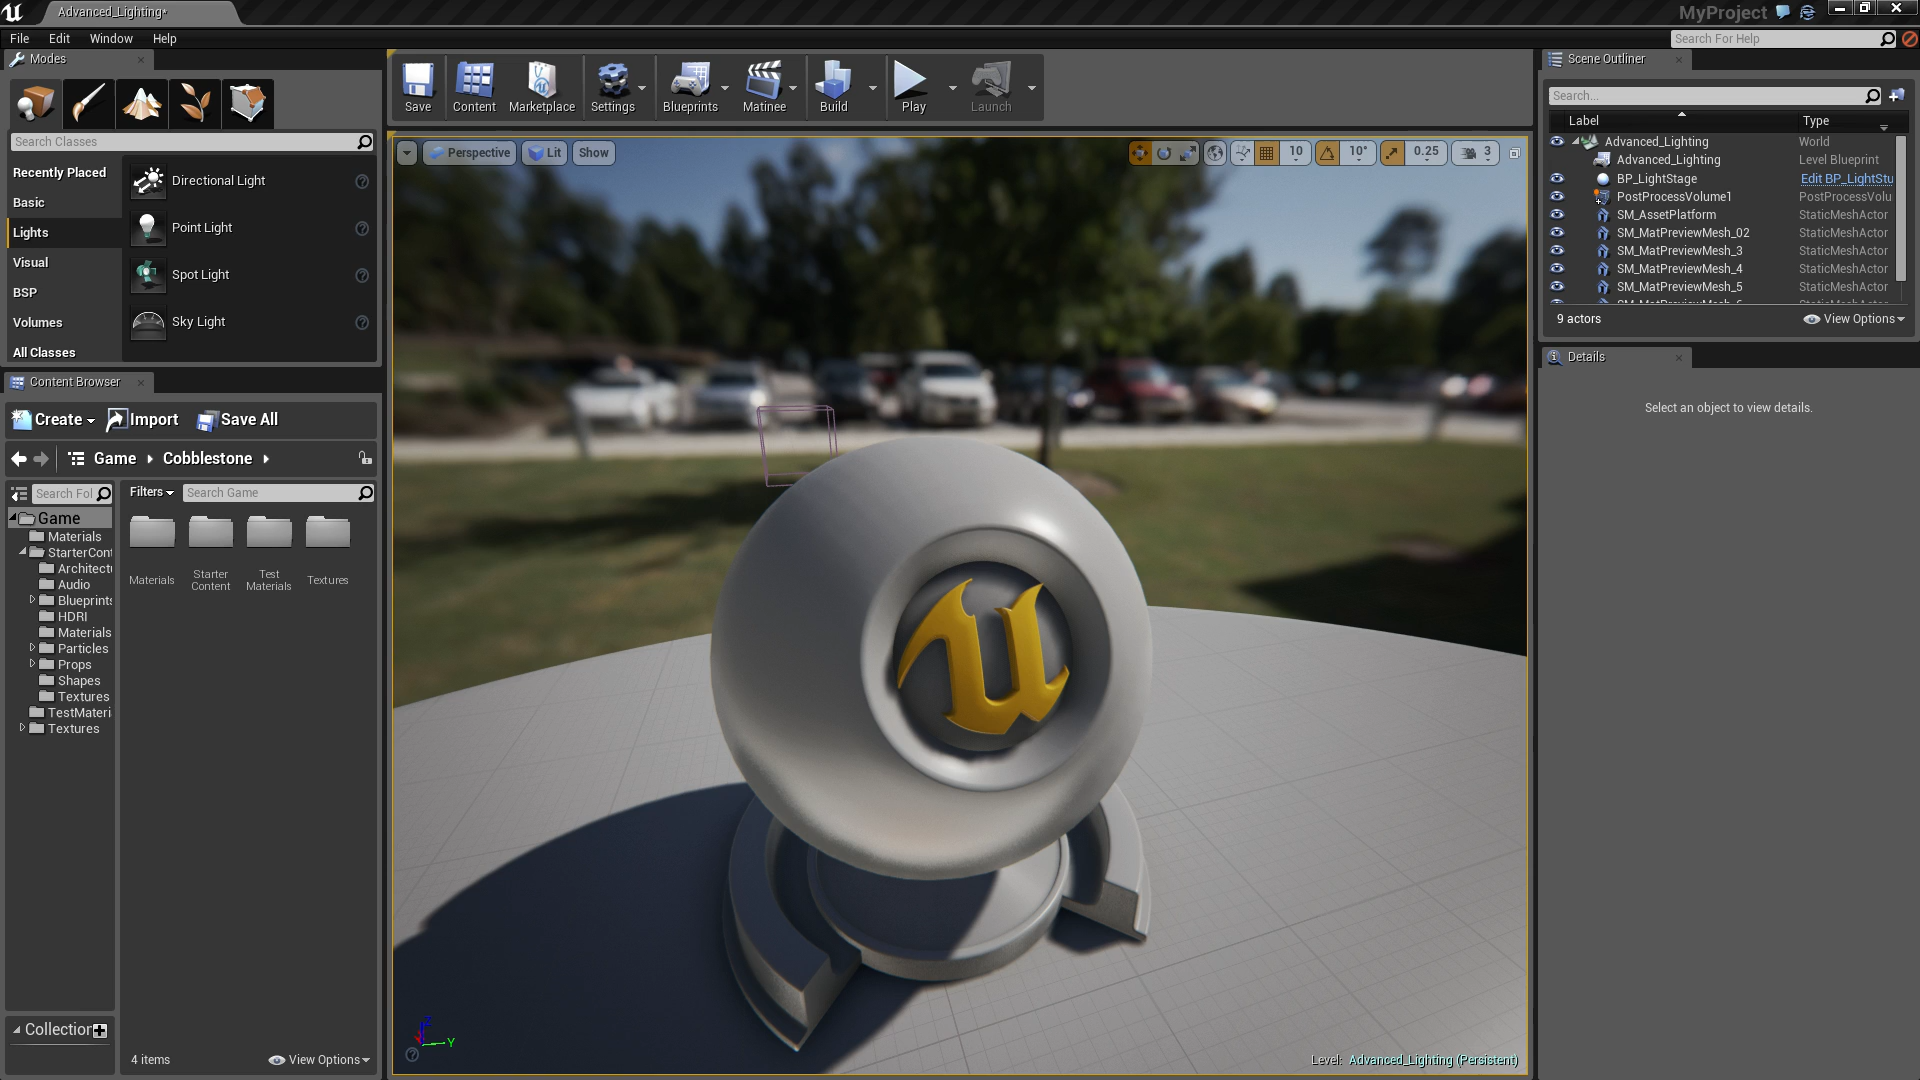 Advanced_Lighting*
MyProject
File Edit Window Help
Search For Help
Modes
Search Classes
Recently Placed
Basic
Lights
Visual
BSP
Volumes
All Classes
Directional Light
Point Light
Spot Light
Sky Light
Content Browser
Create Import Save All
Game Cobblestone
Search Fol
Game
Materials
StarterCont
Architectu
Audio
Blueprints
HDRI
Materials
Particles
Props
Shapes
Textures
TestMateri
Textures
Collection
Filters Search Game
Materials
Starter Content
Test Materials
Textures
4 items View Options
Save Content Marketplace Settings Blueprints Matinee Build Play Launch
Perspective Lit Show
10 10° 0.25 3
Z
Y
Level: Advanced_Lighting (Persistent)
Scene Outliner
Search...
Label Type
Advanced_Lighting World
Advanced_Lighting Level Blueprint
BP_LightStage Edit BP_LightStu
PostProcessVolume1 PostProcessVolu
SM_AssetPlatform StaticMeshActor
SM_MatPreviewMesh_02 StaticMeshActor
SM_MatPreviewMesh_3 StaticMeshActor
SM_MatPreviewMesh_4 StaticMeshActor
SM_MatPreviewMesh_5 StaticMeshActor
9 actors View Options
Details
Select an object to view details.